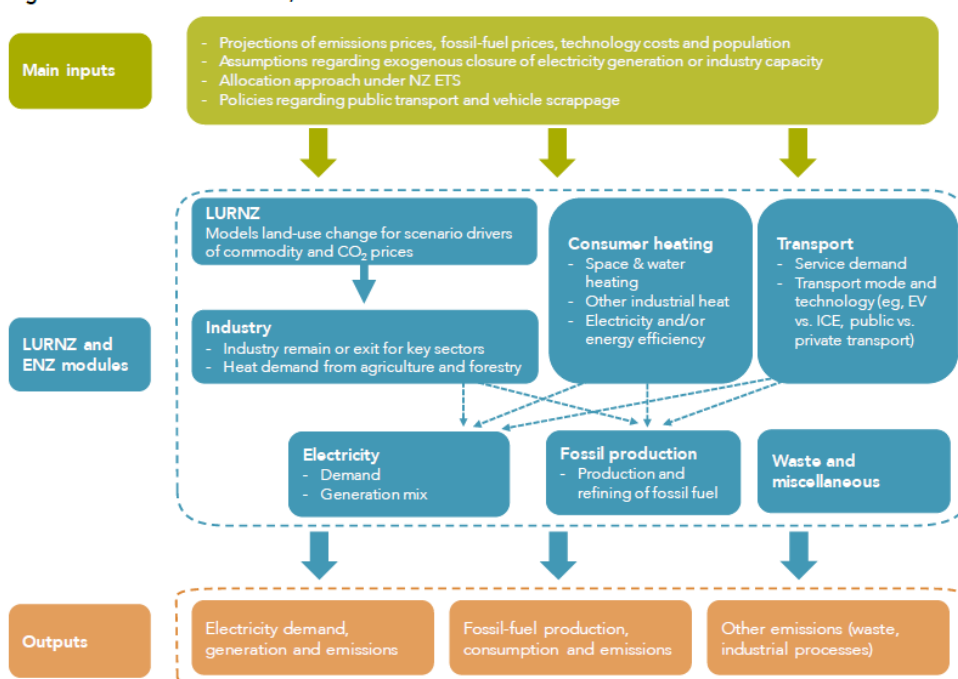 Main inputs
- Projections of emissions prices, fossil-fuel prices, technology costs and population
- Assumptions regarding exogenous closure of electricity generation or industry capacity
- Allocation approach under NZ ETS
- Policies regarding public transport and vehicle scrappage
LURNZ and
ENZ modules
LURNZ
Models land-use change for scenario drivers
of commodity and CO₂ prices
Industry
- Industry remain or exit for key sectors
- Heat demand from agriculture and forestry
Consumer heating
- Space & water
heating
- Other industrial heat
- Electricity and/or
energy efficiency
Transport
- Service demand
- Transport mode and
technology (eg, EV
vs. ICE, public vs.
private transport)
Electricity
- Demand
- Generation mix
Fossil production
- Production and
refining of fossil fuel
Waste and
miscellaneous
Outputs
Electricity demand,
generation and emissions
Fossil-fuel production,
consumption and emissions
Other emissions (waste,
industrial processes)